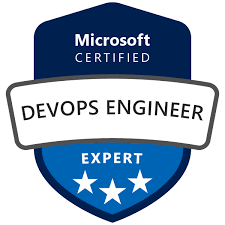 Microsoft
CERTIFIED
DEVOPS ENGINEER
EXPERT